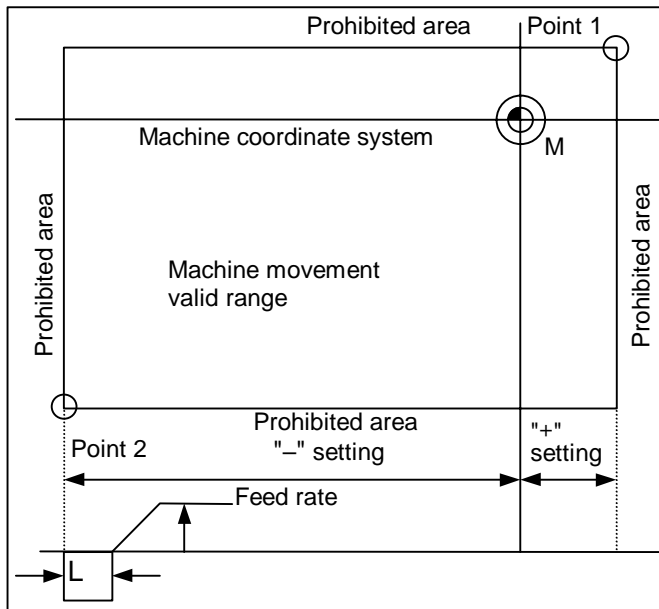 Prohibited area
Point 1
Machine coordinate system
M
Prohibited area
Machine movement
valid range
Prohibited area
Prohibited area
Point 2
"–" setting
"+"
setting
Feed rate
L